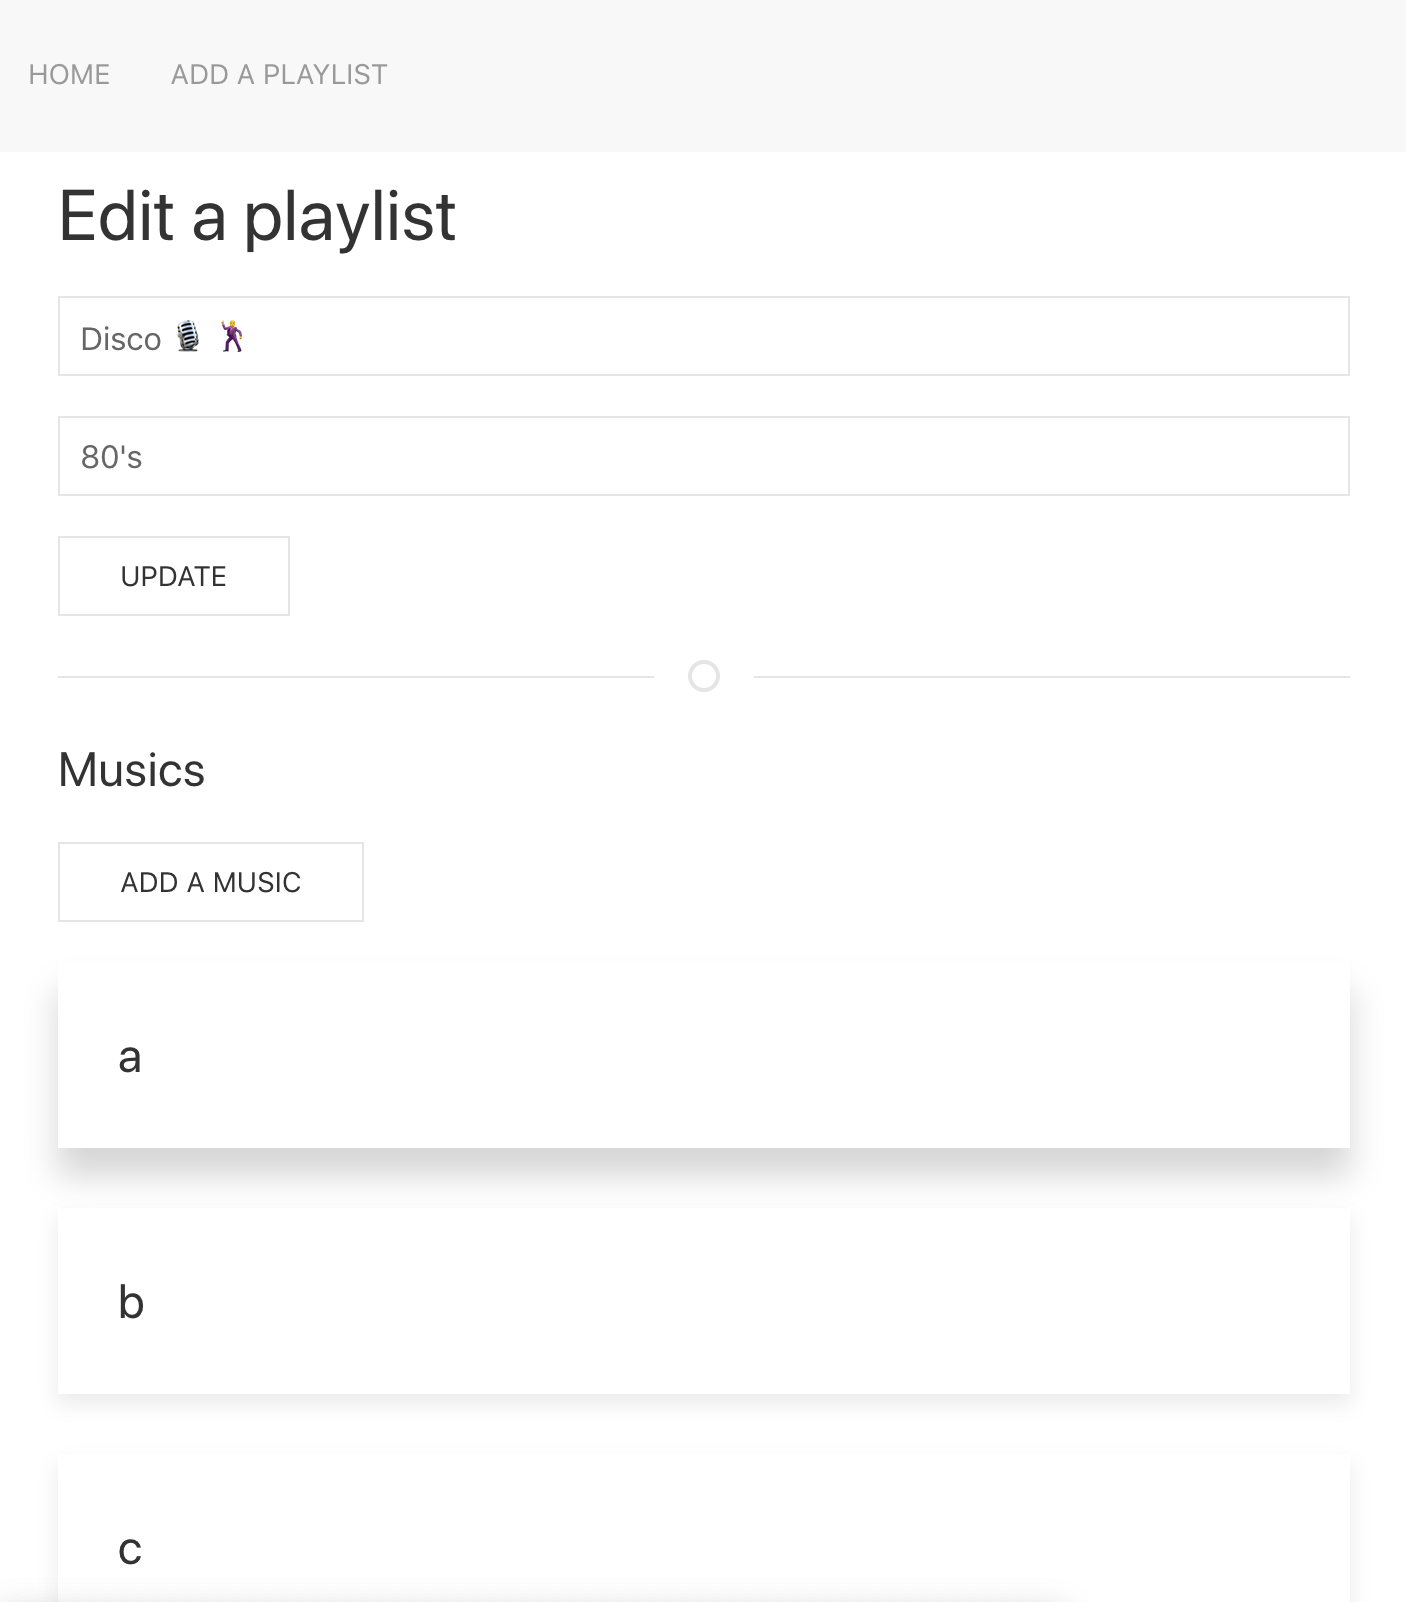 HOME ADD A PLAYLIST
Edit a playlist
Disco 🎙️ 🕺
80's
UPDATE
Musics
ADD A MUSIC
a
b
c